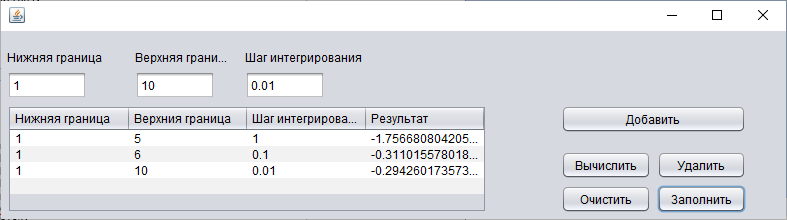 Нижняя граница Верхняя грани... Шаг интегрирования
1 10 0.01
Нижняя граница Верхния граница Шаг интегрирова... Результат
1 5 1 -1.756680804205...
1 6 0.1 -0.311015578018...
1 10 0.01 -0.294260173573...
Добавить
Вычислить Удалить
Очистить Заполнить